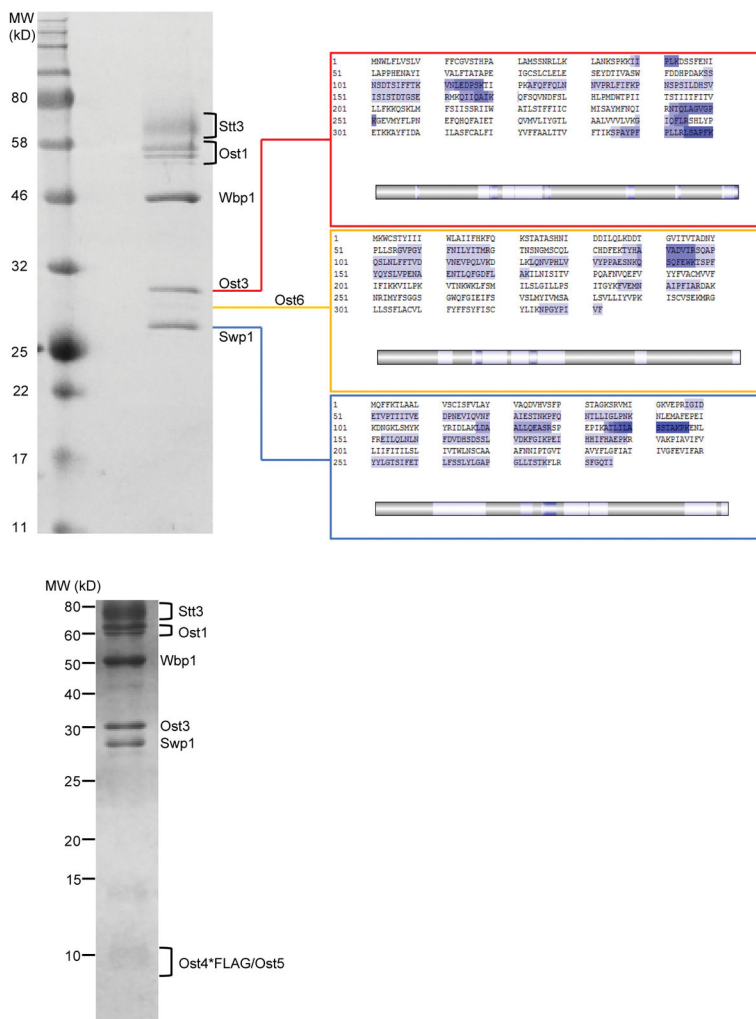 MW
(kD)
80
58
46
32
25
22
17
11
Stt3
Ost1
Wbp1
Ost3
Ost6
Swp1
1 MNWLFLVSLV FFCGVSTHPA LAMSSNRLLK LANKSPKKII PLKDSSFENI
51 LAPPHENAYI VALFTATAPE IGCSLCLELE SEYDTIVASW FDDHPDAKSS
101 NSDTSIFFTK VNLEDPSKTI PKAFQFFQLN NVPRLFIFKP NSPSILDHSV
151 ISISTDTGSE RMKQIIQAIK QFSQVNDFSL HLPMDWTPII TSTIITFITV
201 LLFKKQSKLM FSIISSRIIW ATLSTFFIIC MISAYMFNQI RNTQLAGVGP
251 KGEVMYFLPN EFQHQFAIET QVMVLIYGTL AALVVVLVKG IQFLRSHLYP
301 ETKKAYFIDA ILASFCALFI YVFFAALTTV FTIKSPAYPF PLLRLSAPFK
1 MKWCSTYIII WLAIIFHKFQ KSTATASHNI DDILQLKDDT GVITVTADNY
51 PLLSRGVPGY FNILYITMRG TNSNGMSCQL CHDFEKTYHA VADVIRSQAP
101 QSLNLFFTVD VNEVPQLVKD LKLQNVPHLV VYPPAESNKQ SQFEWKTSPF
151 YQYSLVPENA ENTLQFGDFL AKILNISITV PQAFNVQEFV YYFVACMVVF
201 IFIKKVILPK VTNKWKLFSM ILSLGILLPS ITGYKFVEMN AIPFIARDAK
251 NRIMYFSGGS GWQFGIEIFS VSLMYIVMSA LSVLLIYVPK ISCVSEKMRG
301 LLSSFLACVL FYFFSYFISC YLIKNPGYPI VF
1 MQFFKTLAAL VSCISFVLAY VAQDVHVSFP STAGKSRVMI GKVEPRIGID
51 ETVPTTITVE DPNEVIQVNF AIESTNKPFQ NTLLIGLPNK NLEMAFEPEI
101 KDNGKLSMYK YRIDLAKLDA ALLQEASRSP EPIKATLILA SSTAKPKENL
151 FREILQLNLN FDVDHSDSSL VDKFGIKPEI HHIFHAEPKR VAKPIAVIFV
201 LIIFITILSL IVTWLNSCAA AFNNIPTGVT AVYFLGFIAT IVGFEVIFAR
251 YYLGTSIFET LFSSLYLGAP GLLTSTKFLR SFGQTI
MW (kD)
80
60
50
40
30
25
20
15
10
Stt3
Ost1
Wbp1
Ost3
Swp1
Ost4*FLAG/Ost5